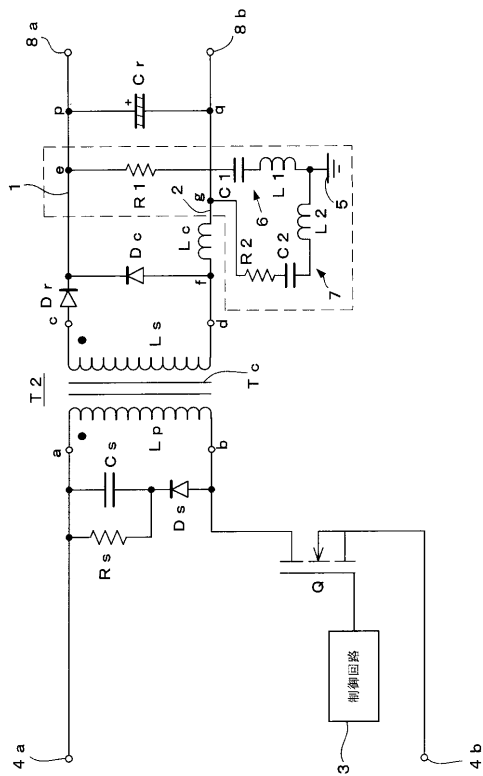 4a
4b
3
制御回路
Q
Rs
Cs
Ds
a
b
Lp
T2
Tc
Ls
c
d
Dr
Dc
f
Lc
1
2
e
g
R1
C1
L1
6
R2
C2
L2
7
5
p
q
+
Cr
8a
8b